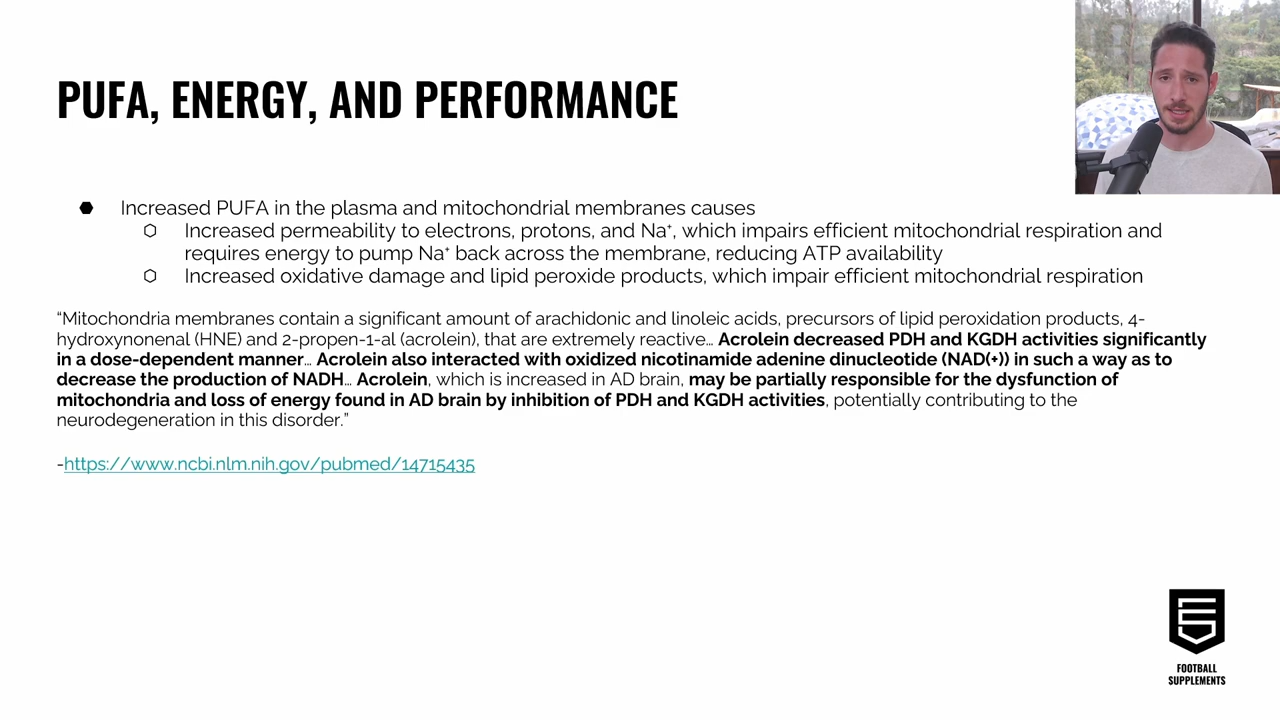 PUFA, ENERGY, AND PERFORMANCE
Increased PUFA in the plasma and mitochondrial membranes causes
Increased permeability to electrons, protons, and Na⁺, which impairs efficient mitochondrial respiration and
requires energy to pump Na⁺ back across the membrane, reducing ATP availability
Increased oxidative damage and lipid peroxide products, which impair efficient mitochondrial respiration
“Mitochondria membranes contain a significant amount of arachidonic and linoleic acids, precursors of lipid peroxidation products, 4-
hydroxynonenal (HNE) and 2-propen-1-al (acrolein), that are extremely reactive… Acrolein decreased PDH and KGDH activities significantly
in a dose-dependent manner… Acrolein also interacted with oxidized nicotinamide adenine dinucleotide (NAD(+)) in such a way as to
decrease the production of NADH… Acrolein, which is increased in AD brain, may be partially responsible for the dysfunction of
mitochondria and loss of energy found in AD brain by inhibition of PDH and KGDH activities, potentially contributing to the
neurodegeneration in this disorder.”
-https://www.ncbi.nlm.nih.gov/pubmed/14715435
FOOTBALL
SUPPLEMENTS